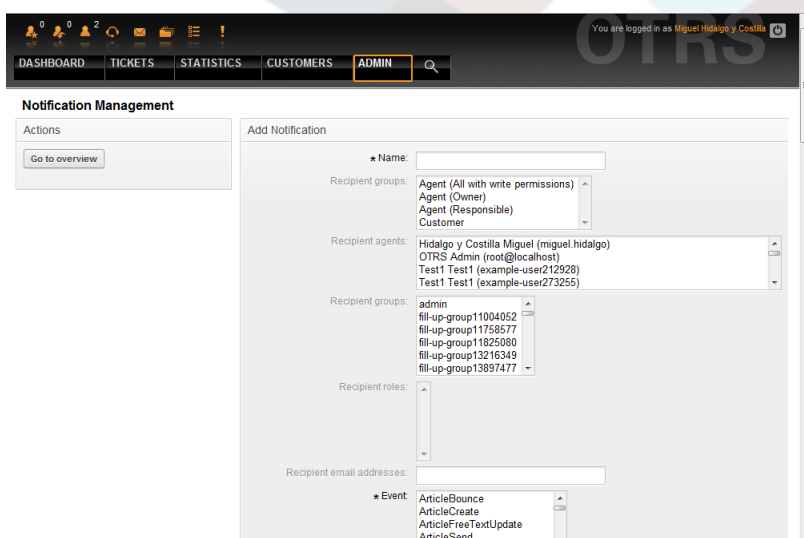 0 0 2
OTRS
You are logged in as Miguel Hidalgo y Costilla
DASHBOARD TICKETS STATISTICS CUSTOMERS ADMIN
Notification Management
Actions
Go to overview
Add Notification
★ Name:
Recipient groups:
Agent (All with write permissions)
Agent (Owner)
Agent (Responsible)
Customer
Recipient agents:
Hidalgo y Costilla Miguel (miguel.hidalgo)
OTRS Admin (root@localhost)
Test1 Test1 (example-user212928)
Test1 Test1 (example-user273255)
Recipient groups:
admin
fill-up-group11004052
fill-up-group11758577
fill-up-group11825080
fill-up-group13216349
fill-up-group13897477
Recipient roles:
Recipient email addresses:
★ Event:
ArticleBounce
ArticleCreate
ArticleFreeTextUpdate
ArticleSend